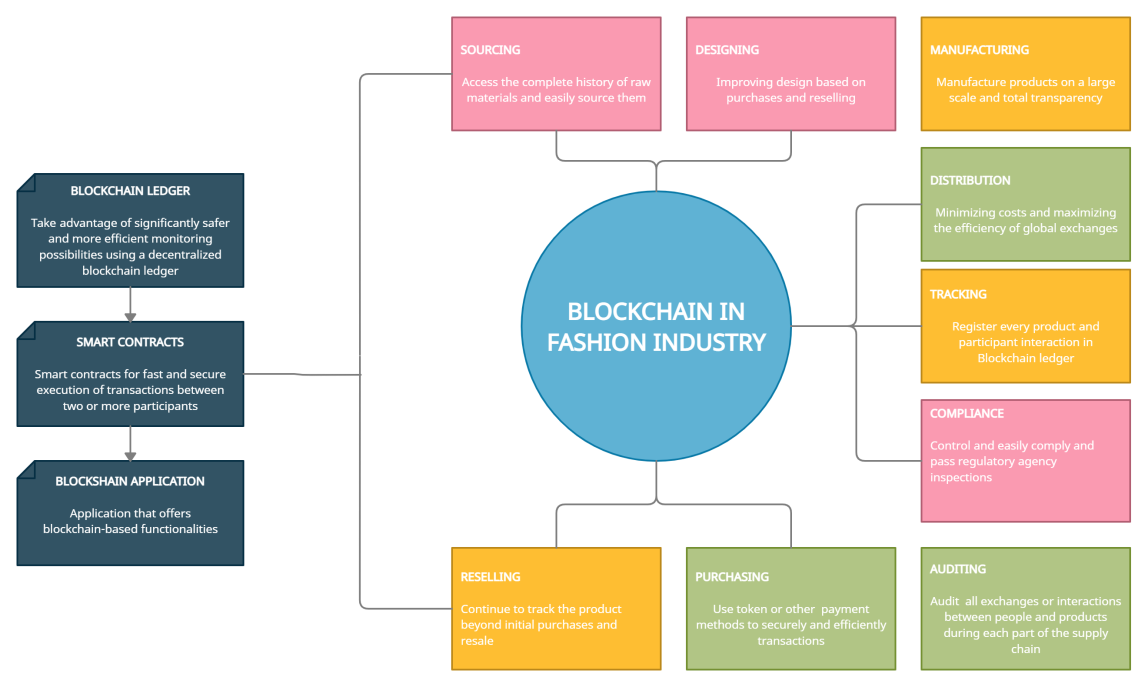 SOURCING
Access the complete history of raw
materials and easily source them
DESIGNING
Improving design based on
purchases and reselling
MANUFACTURING
Manufacture products on a large
scale and total transparency
BLOCKCHAIN LEDGER
Take advantage of significantly safer
and more efficient monitoring
possibilities using a decentralized
blockchain ledger
SMART CONTRACTS
Smart contracts for fast and secure
execution of transactions between
two or more participants
BLOCKSHAIN APPLICATION
Application that offers
blockchain-based functionalities
BLOCKCHAIN IN
FASHION INDUSTRY
DISTRIBUTION
Minimizing costs and maximizing
the efficiency of global exchanges
TRACKING
Register every product and
participant interaction in
Blockchain ledger
COMPLIANCE
Control and easily comply and
pass regulatory agency
inspections
RESELLING
Continue to track the product
beyond initial purchases and
resale
PURCHASING
Use token or other  payment
methods to securely and efficiently
transactions
AUDITING
Audit  all exchanges or interactions
between people and products
during each part of the supply
chain